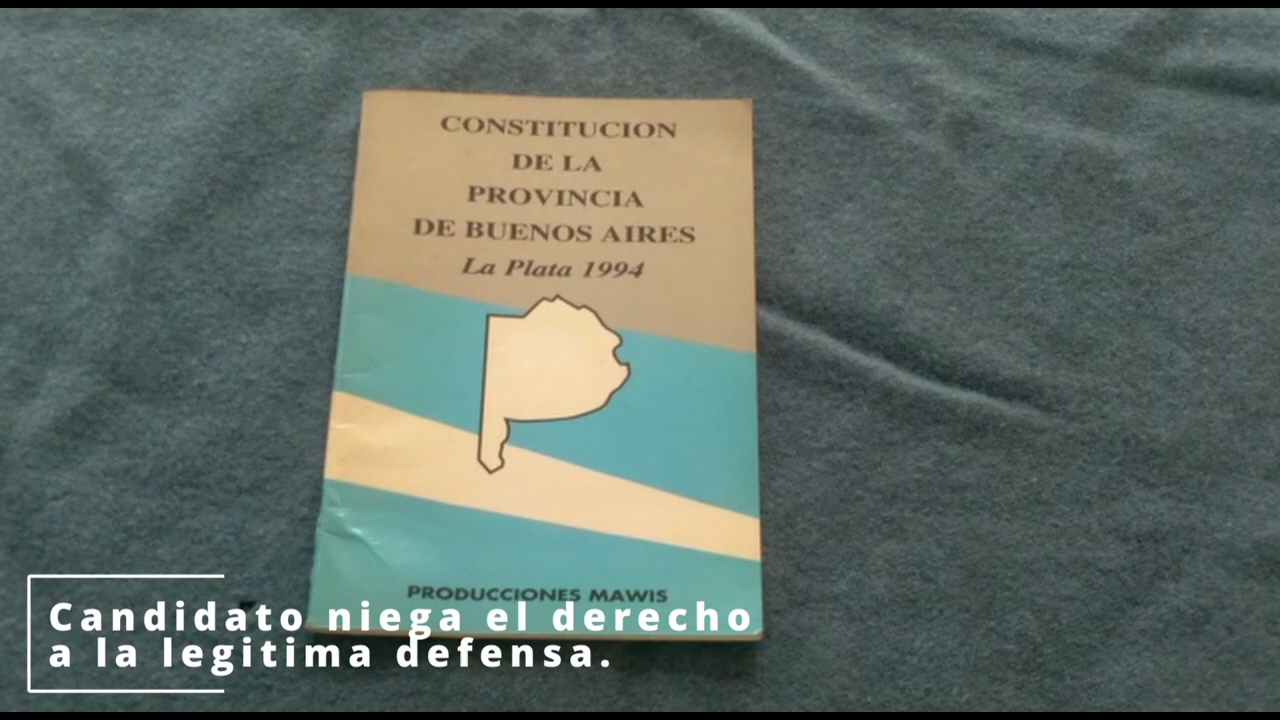 CONSTITUCION
DE LA
PROVINCIA
DE BUENOS AIRES
La Plata 1994
PRODUCCIONES MAWIS
Candidato niega el derecho
a la legitima defensa.